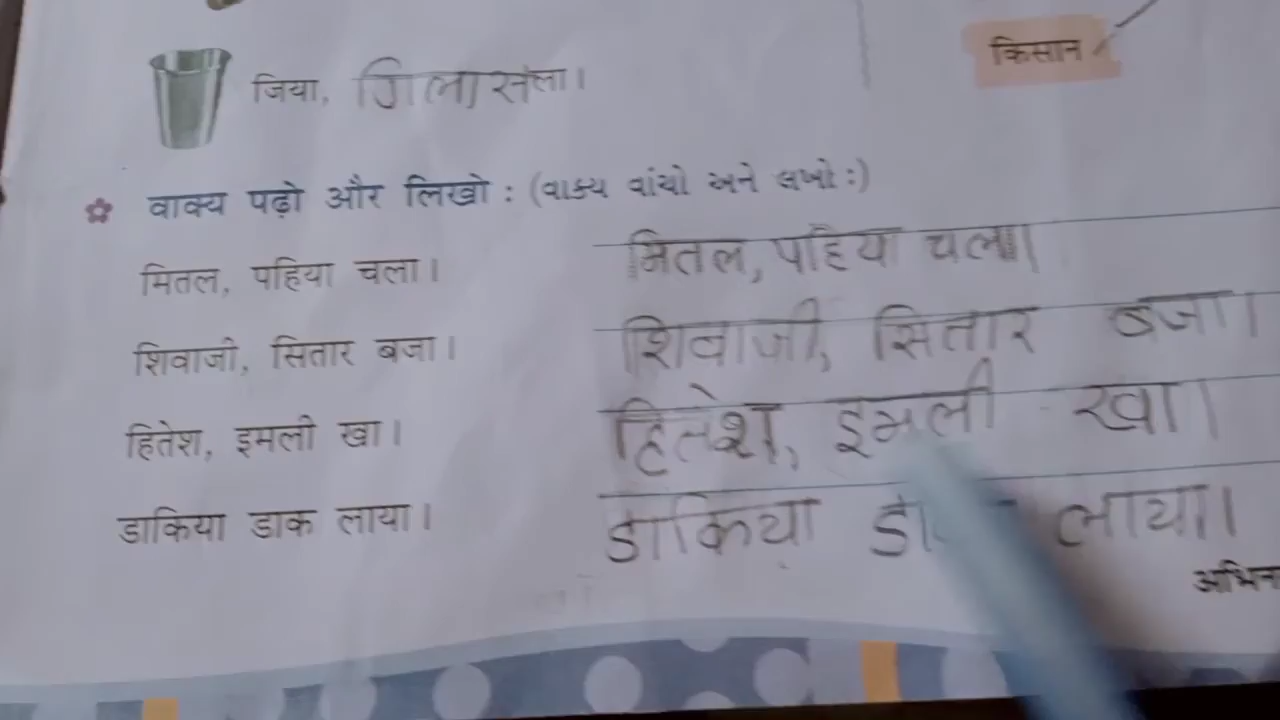 किसान
जिया, गिलास ला।
वाक्य पढ़ो और लिखो : (વાક્ય વાંચો અને લખો :)
मितल, पहिया चला। मितल, पहिया चला।
शिवाजी, सितार बजा। शिवाजी, सितार बजा।
हितेश, इमली खा। हितेश, इमली खा।
डाकिया डाक लाया। डाकिया लाया।